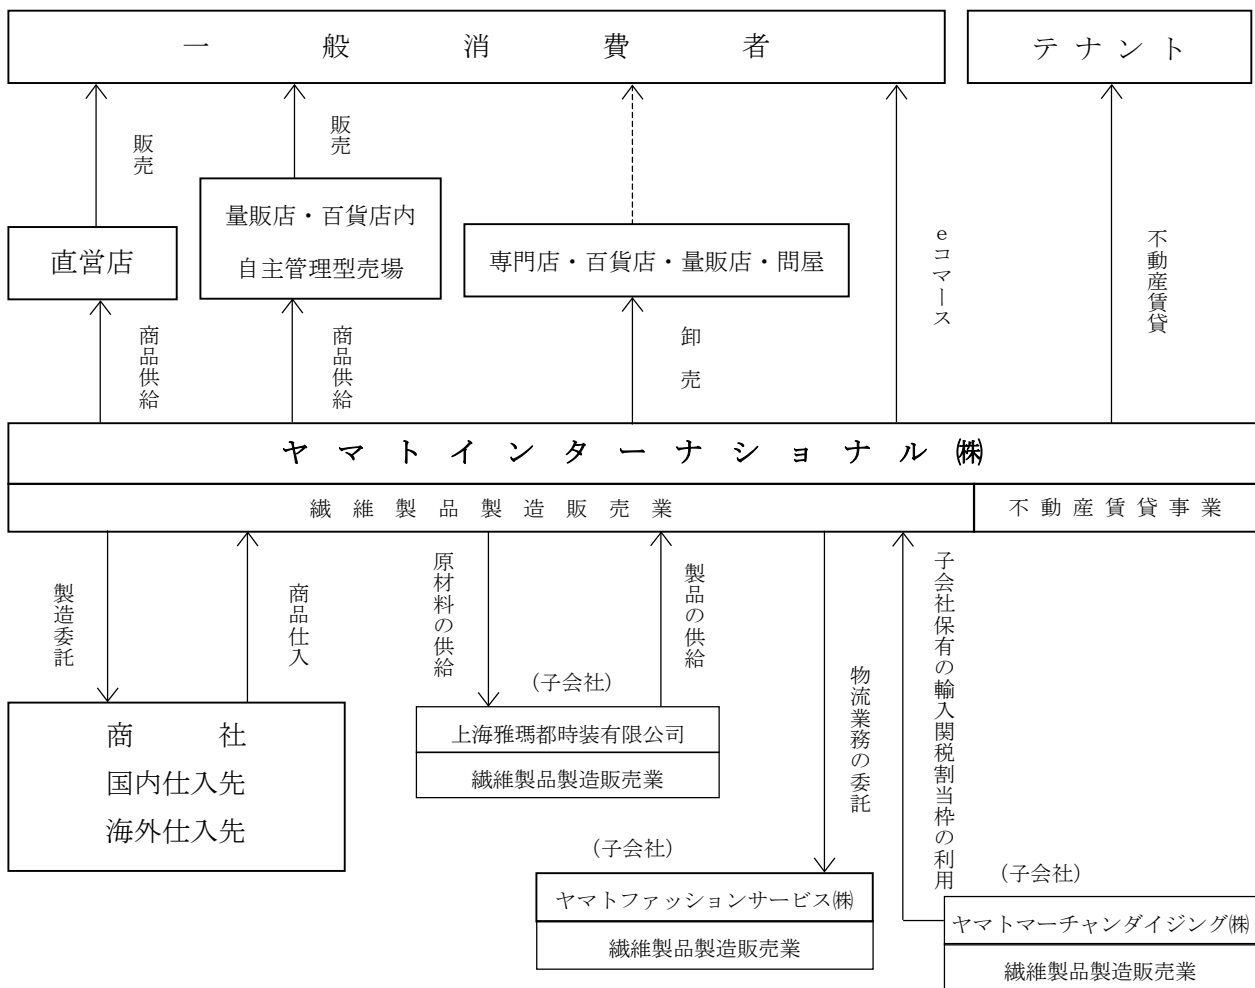 一般消費者
テナント
販売
販売
直営店
量販店・百貨店内
自主管理型売場
専門店・百貨店・量販店・問屋
eコマース
不動産賃貸
商品供給
商品供給
卸売
ヤマトインターナショナル㈱
繊維製品製造販売業
不動産賃貸事業
製造委託
商品仕入
原材料の供給
製品の供給
物流業務の委託
子会社保有の輸入関税割当枠の利用
商社
国内仕入先
海外仕入先
(子会社)
上海雅瑪都時装有限公司
繊維製品製造販売業
(子会社)
ヤマトファッションサービス㈱
繊維製品製造販売業
(子会社)
ヤマトマーチャンダイジング㈱
繊維製品製造販売業